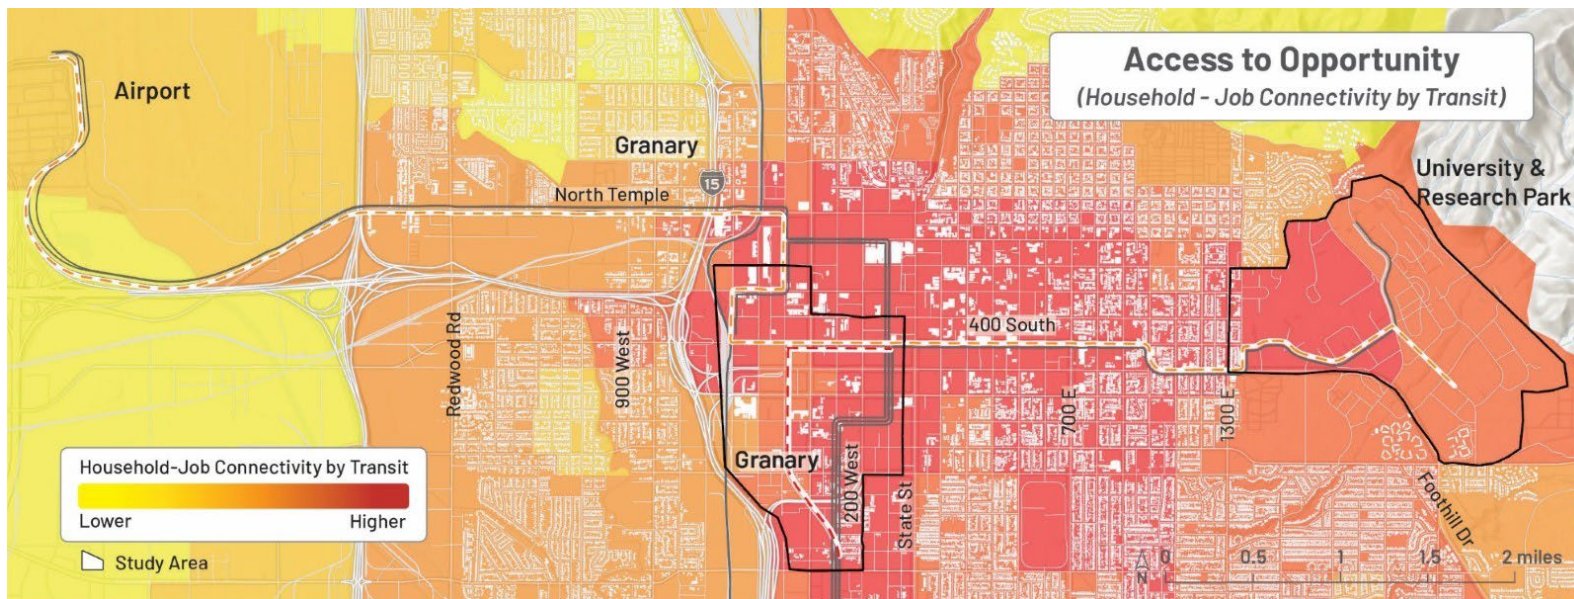 Access to Opportunity
(Household - Job Connectivity by Transit)
Airport
Granary
15
North Temple
University &
Research Park
400 South
Redwood Rd
900 West
700 E
1300 E
Granary
200 West
State St
Foothill Dr
Household-Job Connectivity by Transit
Lower
Higher
Study Area
N
0
0.5
1
1.5
2 miles